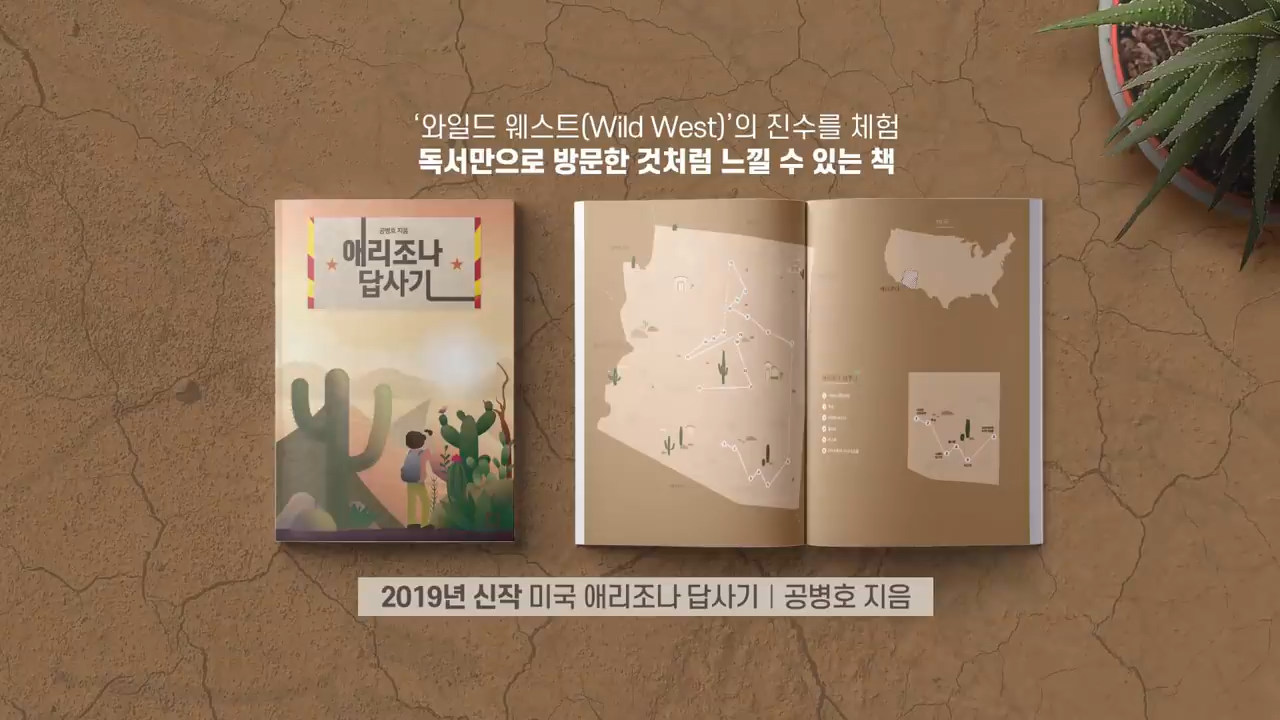 ‘와일드 웨스트(Wild West)’의 진수를 체험
독서만으로 방문한 것처럼 느낄 수 있는 책
공병호 지음
애리조나
답사기
2019년 신작 미국 애리조나 답사기 | 공병호 지음